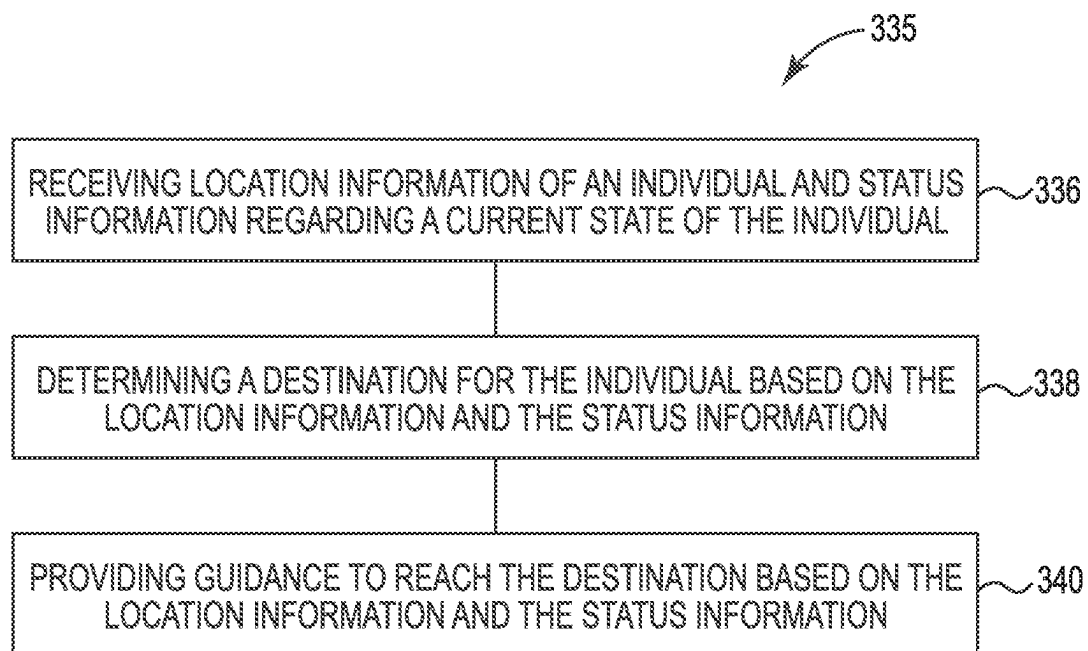 335
RECEIVING LOCATION INFORMATION OF AN INDIVIDUAL AND STATUS
INFORMATION REGARDING A CURRENT STATE OF THE INDIVIDUAL
336
DETERMINING A DESTINATION FOR THE INDIVIDUAL BASED ON THE
LOCATION INFORMATION AND THE STATUS INFORMATION
338
PROVIDING GUIDANCE TO REACH THE DESTINATION BASED ON THE
LOCATION INFORMATION AND THE STATUS INFORMATION
340